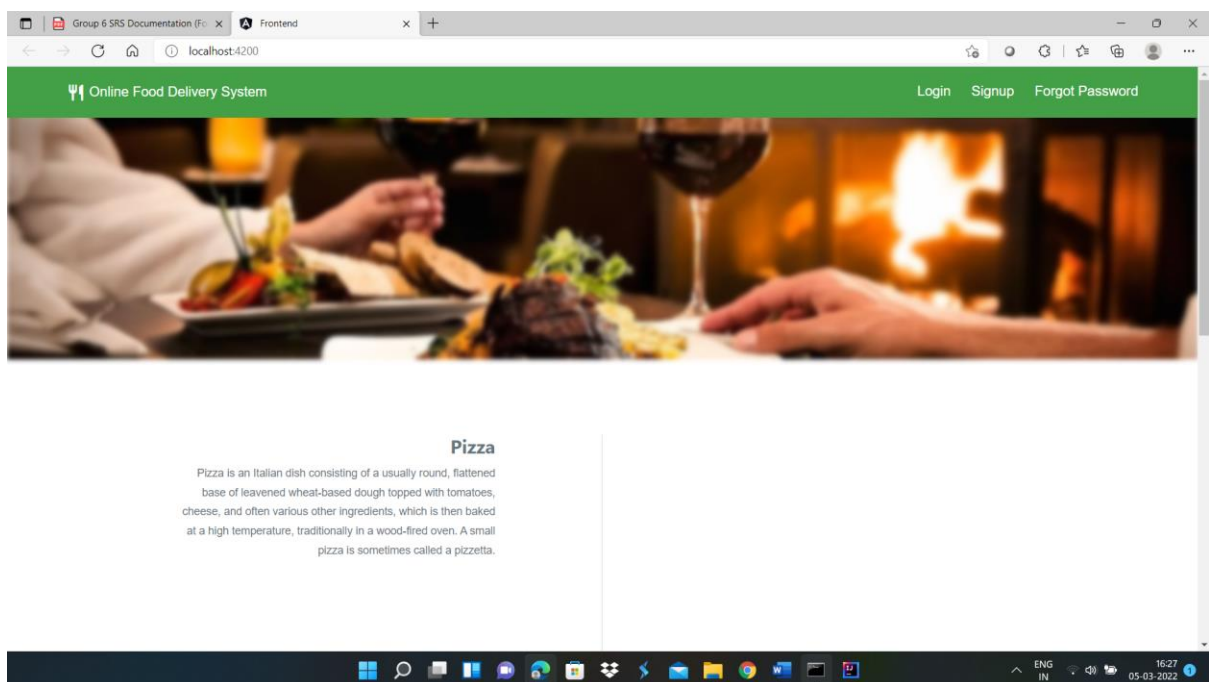 Group 6 SRS Documentation (Fo
Frontend
localhost:4200
Online Food Delivery System
Login Signup Forgot Password
Pizza
Pizza is an Italian dish consisting of a usually round, flattened
base of leavened wheat-based dough topped with tomatoes,
cheese, and often various other ingredients, which is then baked
at a high temperature, traditionally in a wood-fired oven. A small
pizza is sometimes called a pizzetta.
ENG
IN
16:27
05-03-2022
1